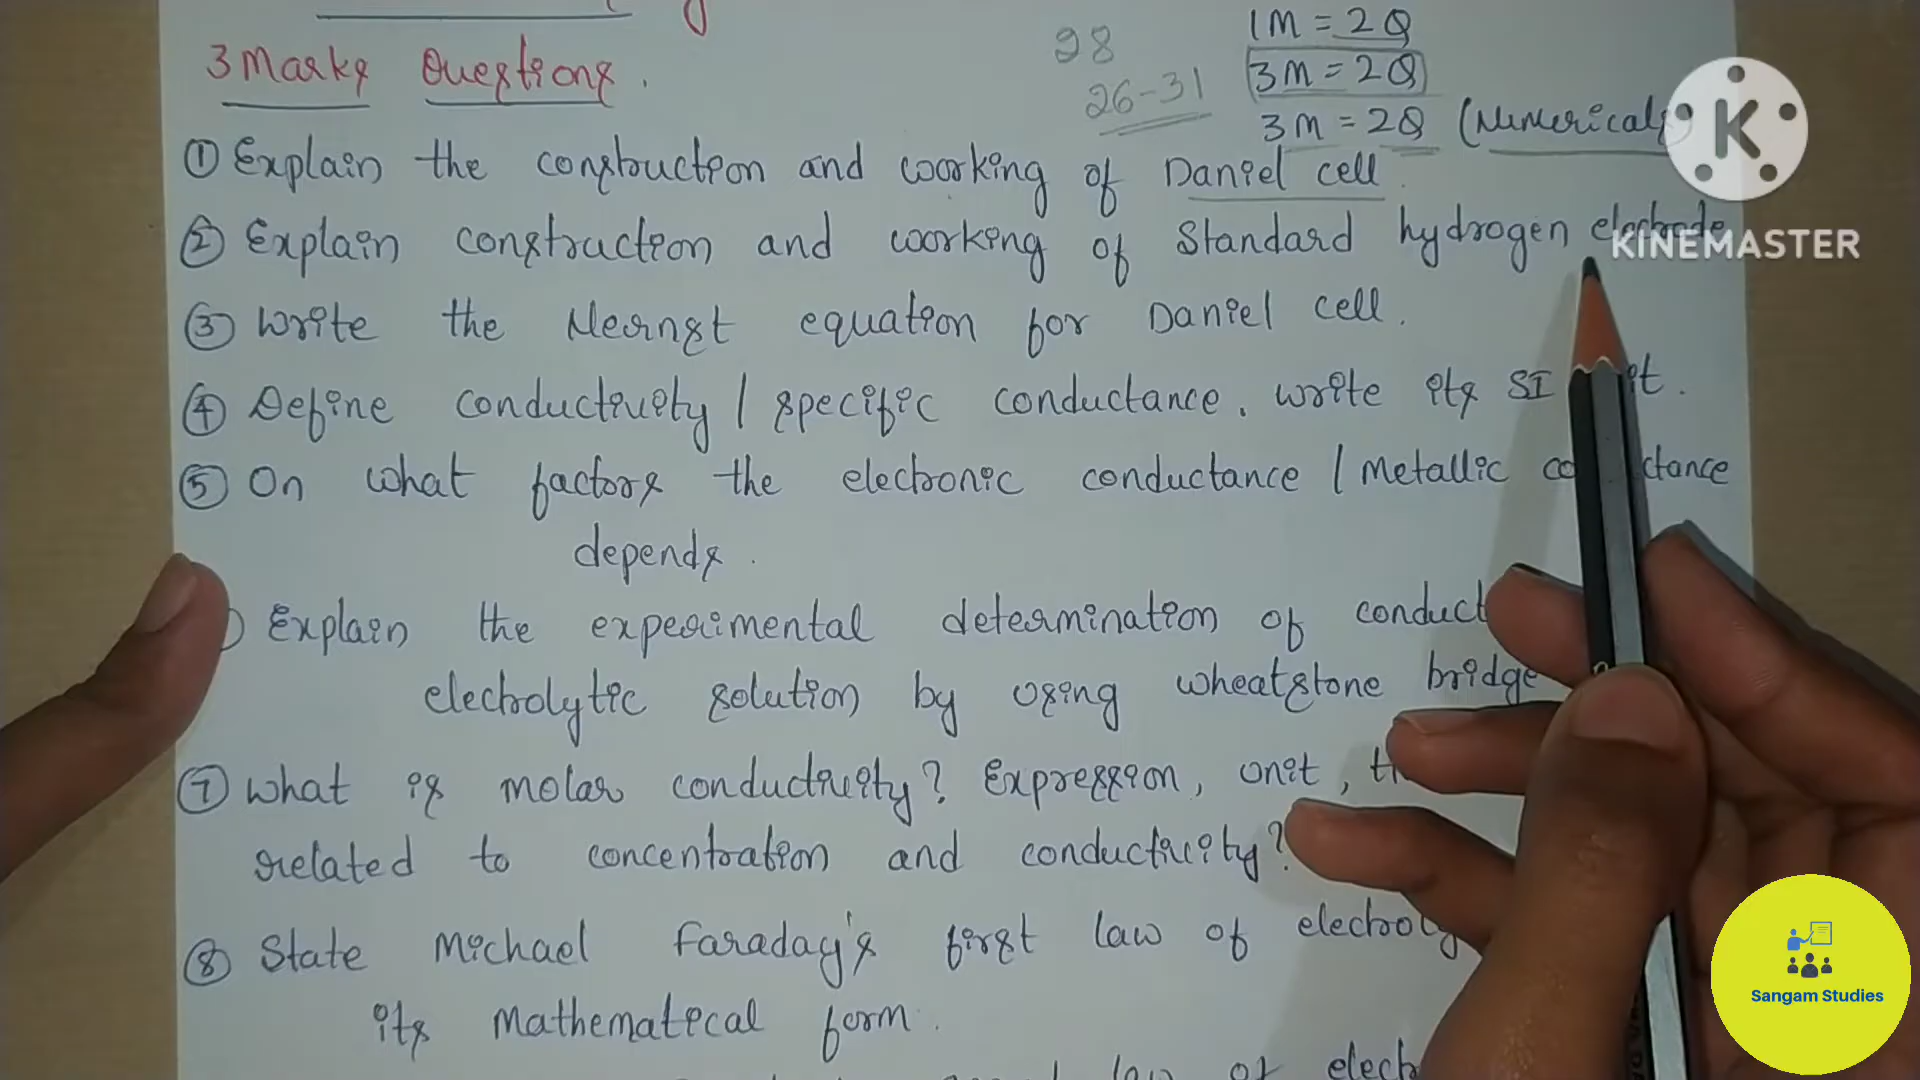 1M = 2Q
98
3 Marks Questions.
3M = 2Q
26-31
3M = 2Q (Numericals)
① Explain the construction and working of Daniel cell.
② Explain construction and working of Standard hydrogen electrode
KINEMASTER
③ Write the Nernst equation for Daniel cell.
④ Define conductivity / specific conductance. write its SI
⑤ On what factors the electronic conductance / Metallic conductance
depends.
Explain the experimental determination of
electrolytic solution by using wheatstone bridge
⑦ What is molar conductivity? Expression, unit,
related to concentration and conductivity?
⑧ State Michael Faraday's first law of
its Mathematical form.
law of
Sangam Studies